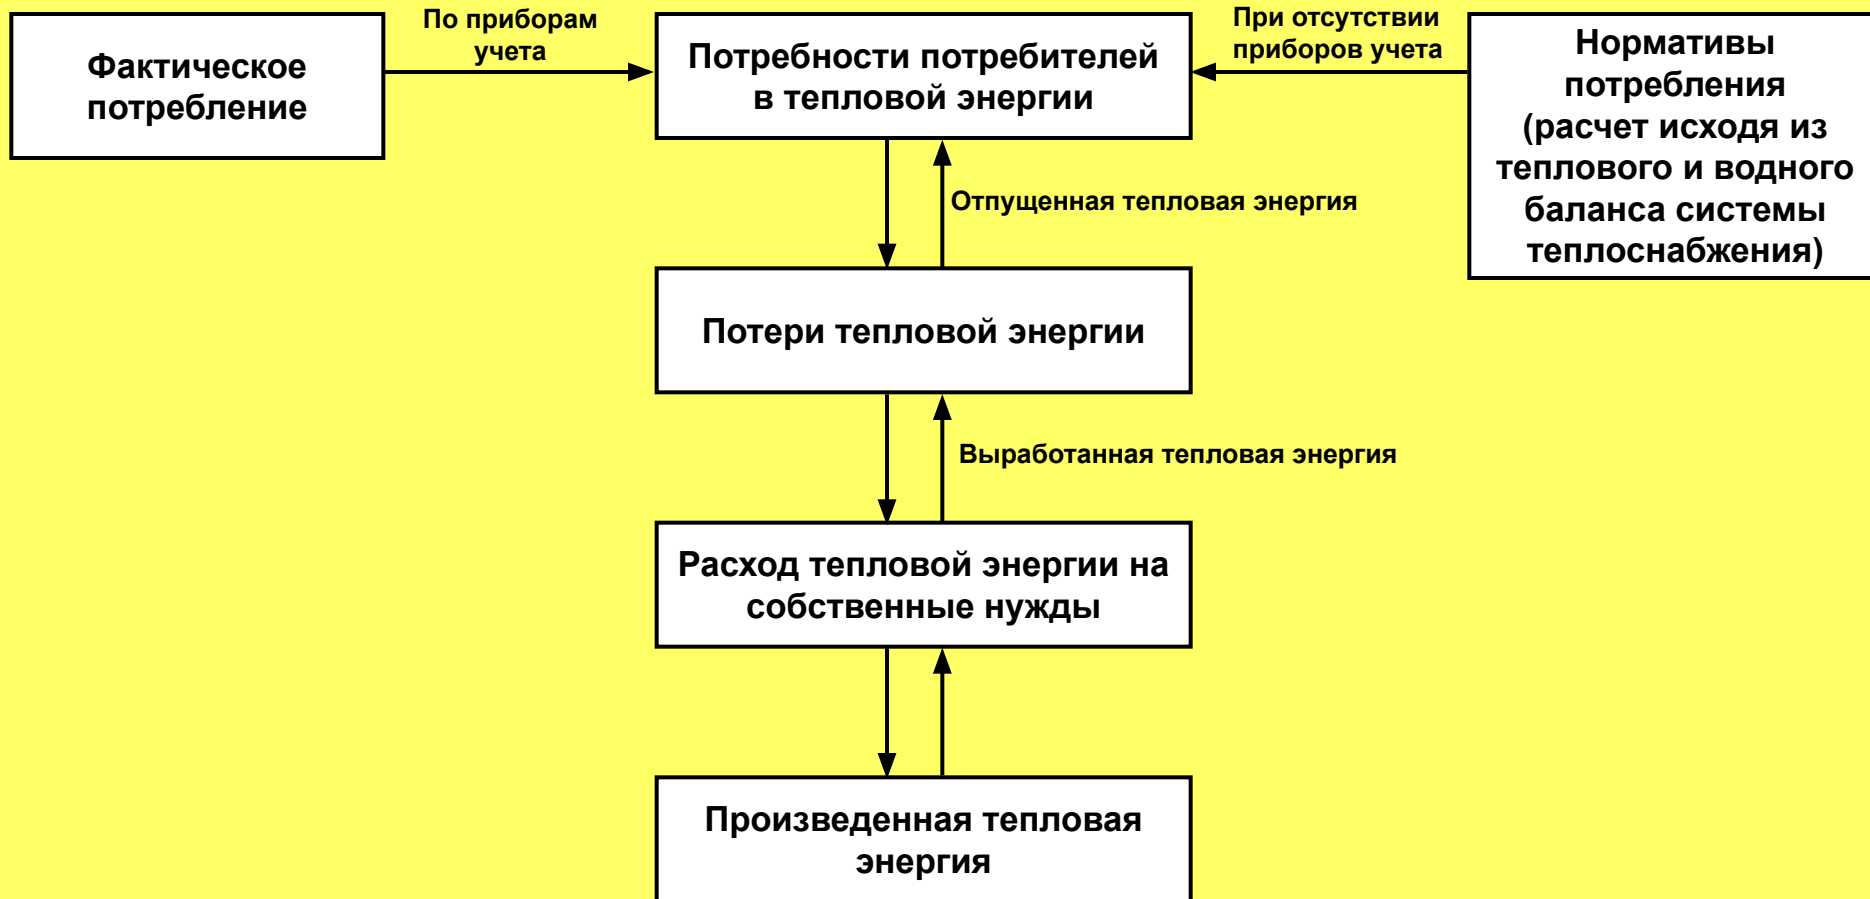 Фактическое
потребление
По приборам
учета
Потребности потребителей
в тепловой энергии
При отсутствии
приборов учета
Нормативы
потребления
(расчет исходя из
теплового и водного
баланса системы
теплоснабжения)
Отпущенная тепловая энергия
Потери тепловой энергии
Выработанная тепловая энергия
Расход тепловой энергии на
собственные нужды
Произведенная тепловая
энергия